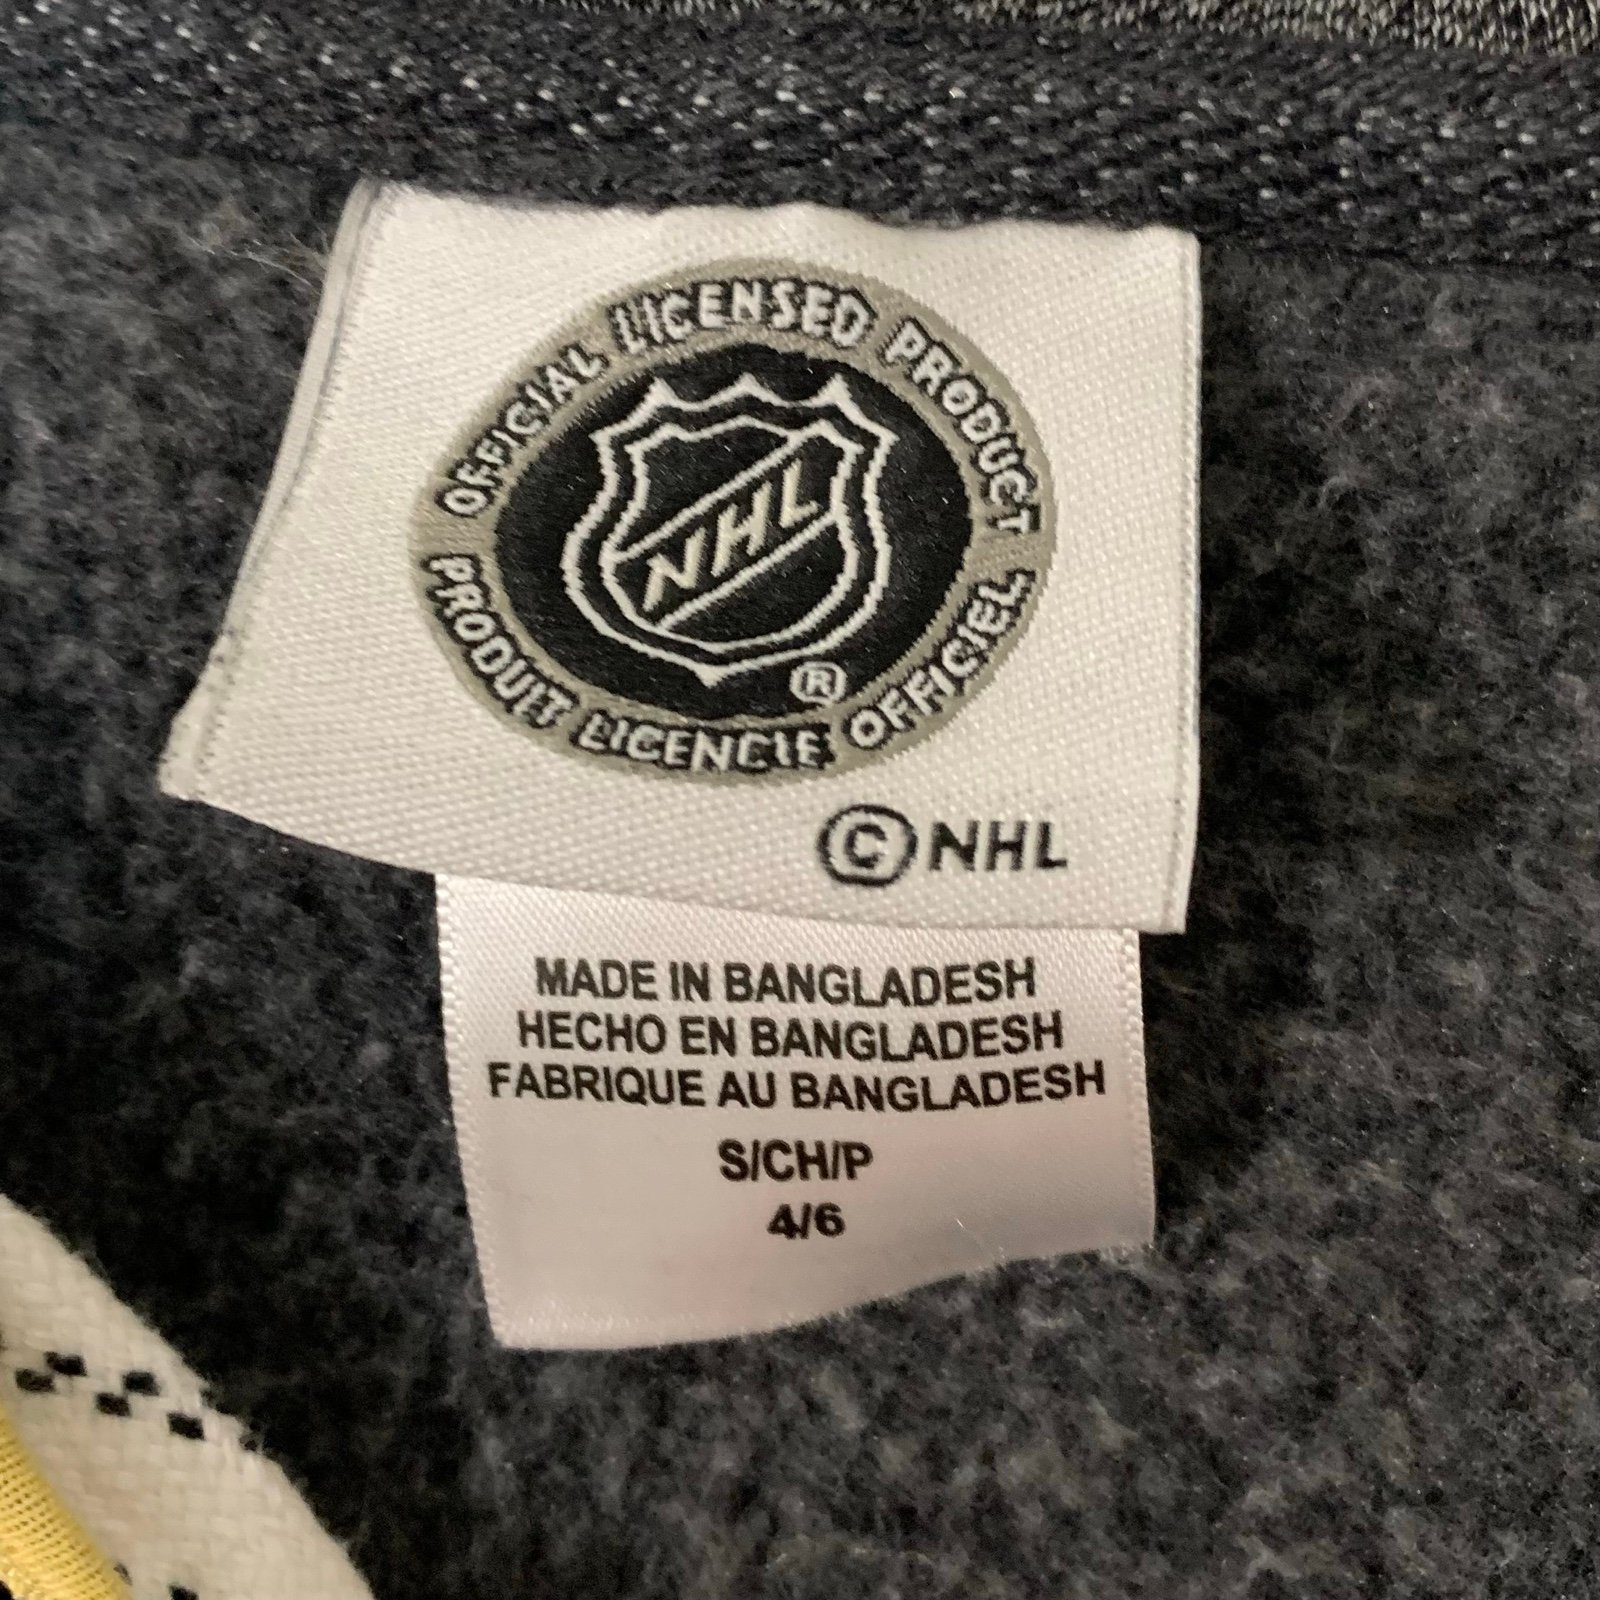 OFFICIAL LICENSED PRODUCT
NHL
®
PRODUIT LICENCIE OFFICIEL
© NHL
MADE IN BANGLADESH
HECHO EN BANGLADESH
FABRIQUE AU BANGLADESH
S/CH/P
4/6